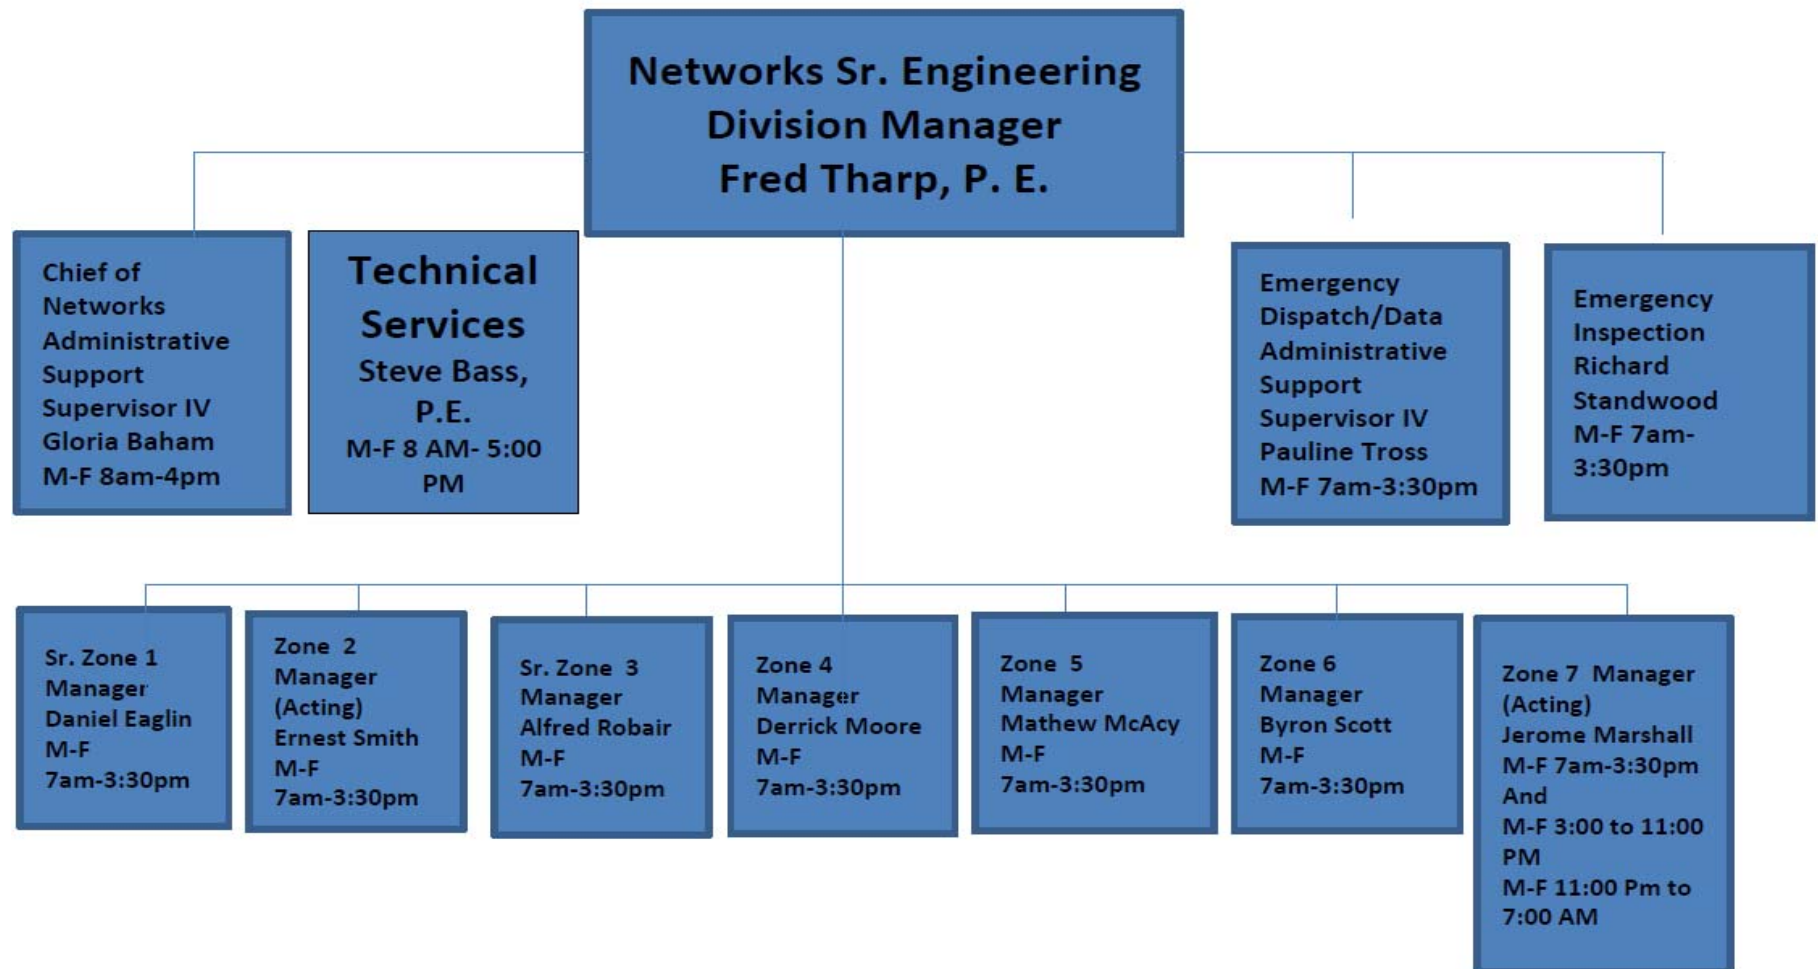 Networks Sr. Engineering
Division Manager
Fred Tharp, P. E.
Chief of
Networks
Administrative
Support
Supervisor IV
Gloria Baham
M-F 8am-4pm
Technical
Services
Steve Bass,
P.E.
M-F 8 AM- 5:00
PM
Emergency
Dispatch/Data
Administrative
Support
Supervisor IV
Pauline Tross
M-F 7am-3:30pm
Emergency
Inspection
Richard
Standwood
M-F 7am-
3:30pm
Sr. Zone 1
Manager
Daniel Eaglin
M-F
7am-3:30pm
Zone 2
Manager
(Acting)
Ernest Smith
M-F
7am-3:30pm
Sr. Zone 3
Manager
Alfred Robair
M-F
7am-3:30pm
Zone 4
Manager
Derrick Moore
M-F
7am-3:30pm
Zone 5
Manager
Mathew McAcy
M-F
7am-3:30pm
Zone 6
Manager
Byron Scott
M-F
7am-3:30pm
Zone 7 Manager
(Acting)
Jerome Marshall
M-F 7am-3:30pm
And
M-F 3:00 to 11:00
PM
M-F 11:00 Pm to
7:00 AM